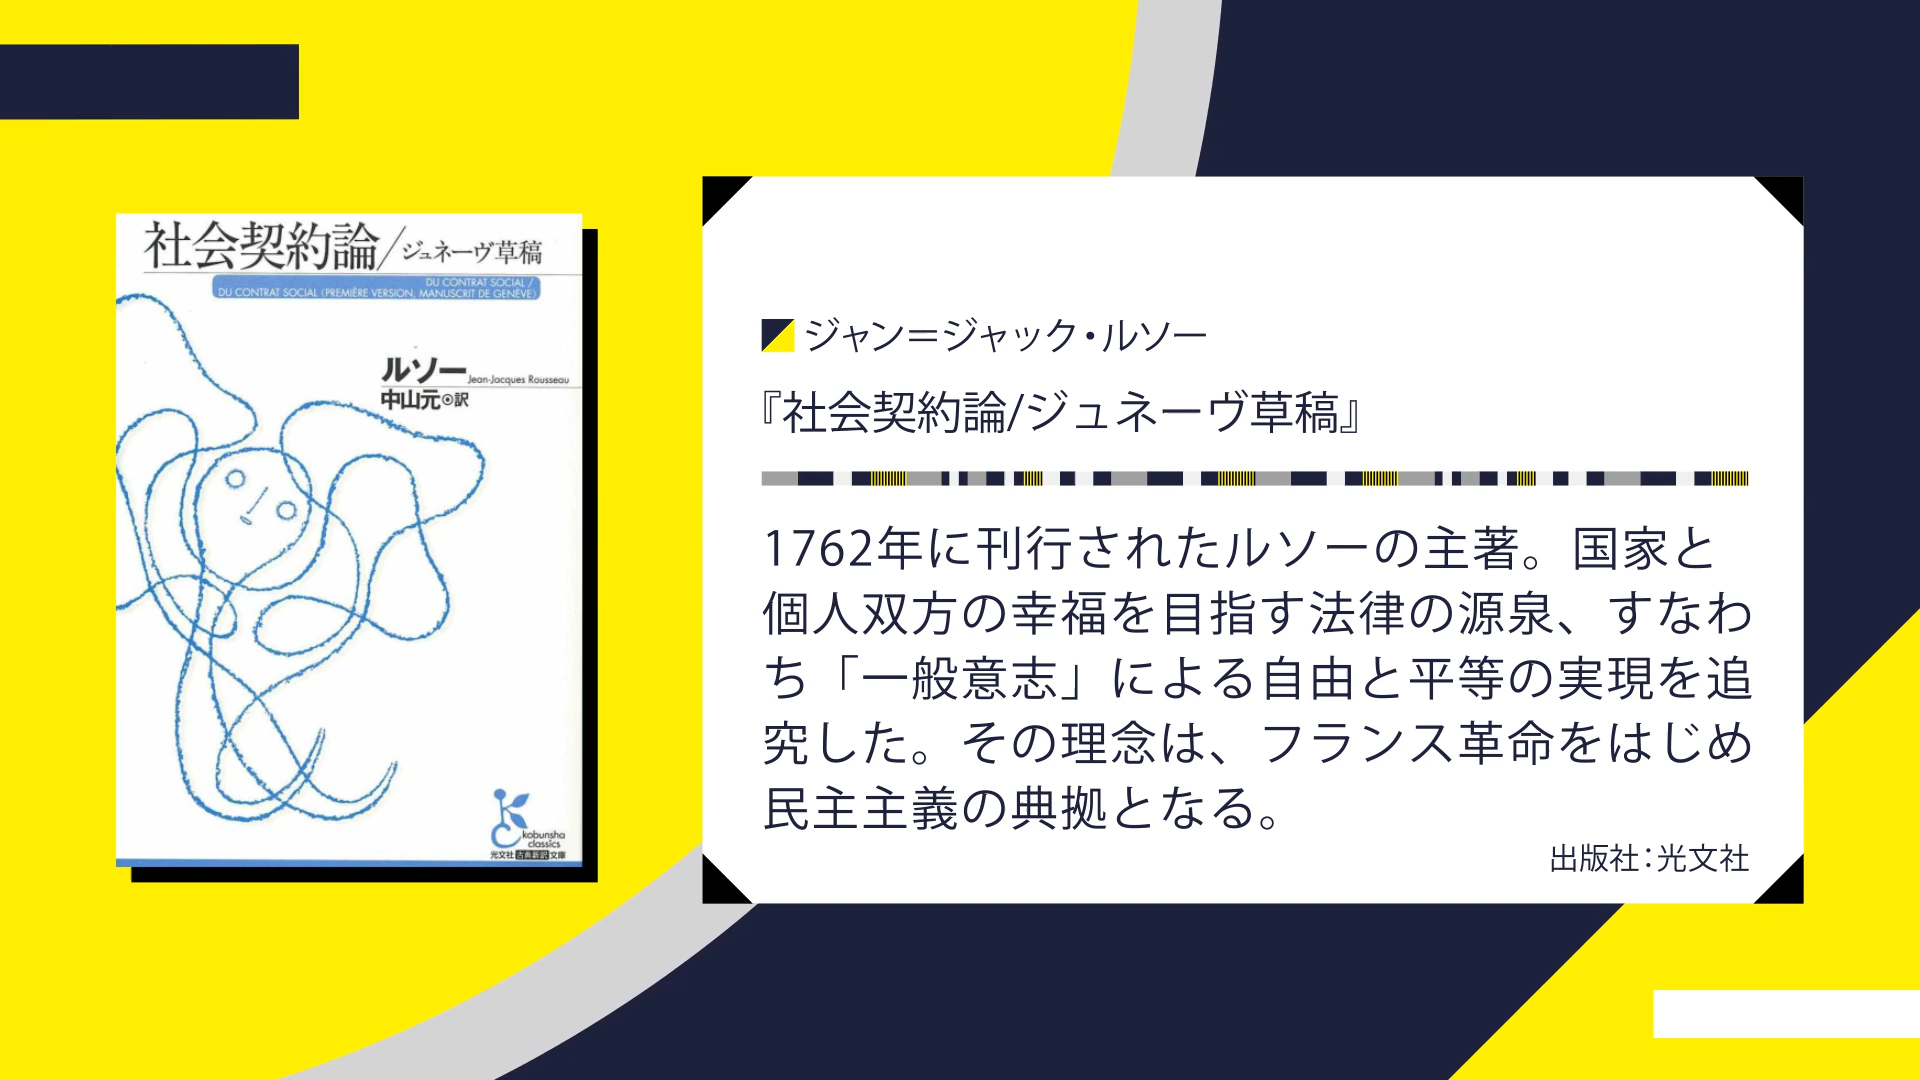 社会契約論/ジュネーヴ草稿
DU CONTRAT SOCIAL /
DU CONTRAT SOCIAL (PREMIÈRE VERSION, MANUSCRIT DE GENÈVE)
ルソー Jean-Jacques Rousseau
中山元◉訳
kobunsha
classics
光文社古典新訳文庫
ジャン=ジャック・ルソー
『社会契約論/ジュネーヴ草稿』
1762年に刊行されたルソーの主著。国家と
個人双方の幸福を目指す法律の源泉、すなわ
ち「一般意志」による自由と平等の実現を追
究した。その理念は、フランス革命をはじめ
民主主義の典拠となる。
出版社：光文社